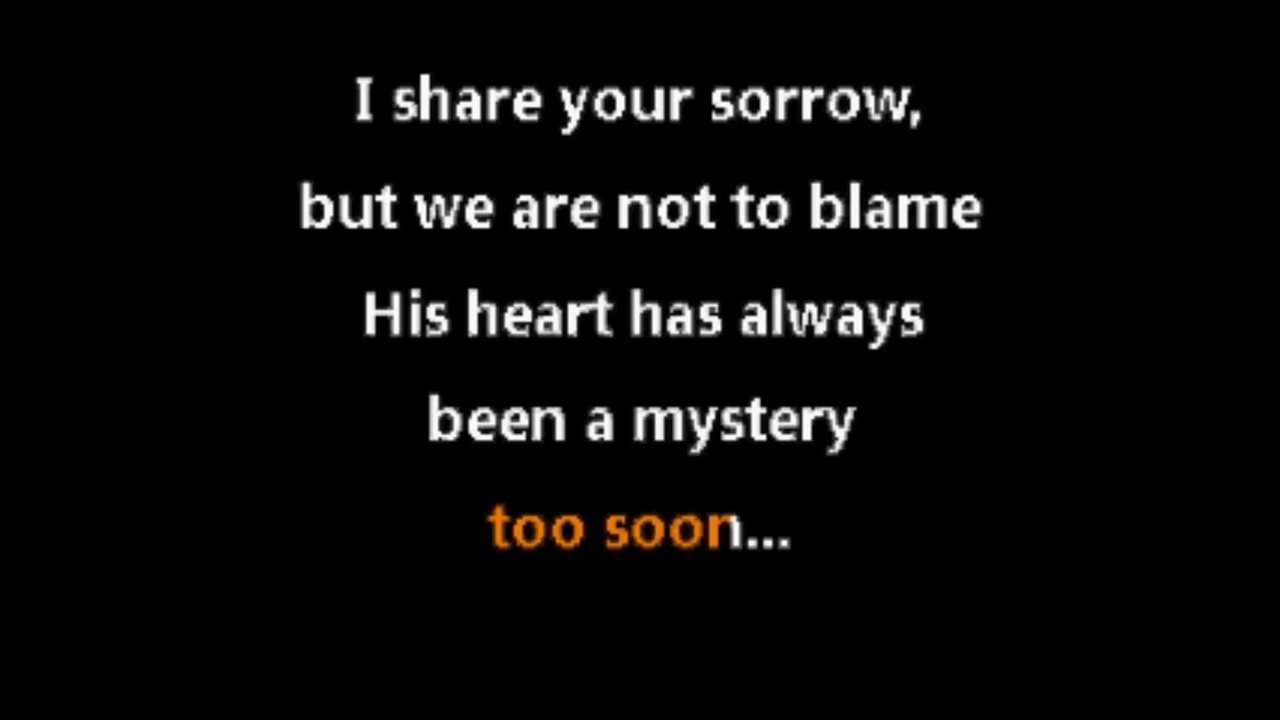 I share your sorrow,
but we are not to blame
His heart has always
been a mystery
too soon...